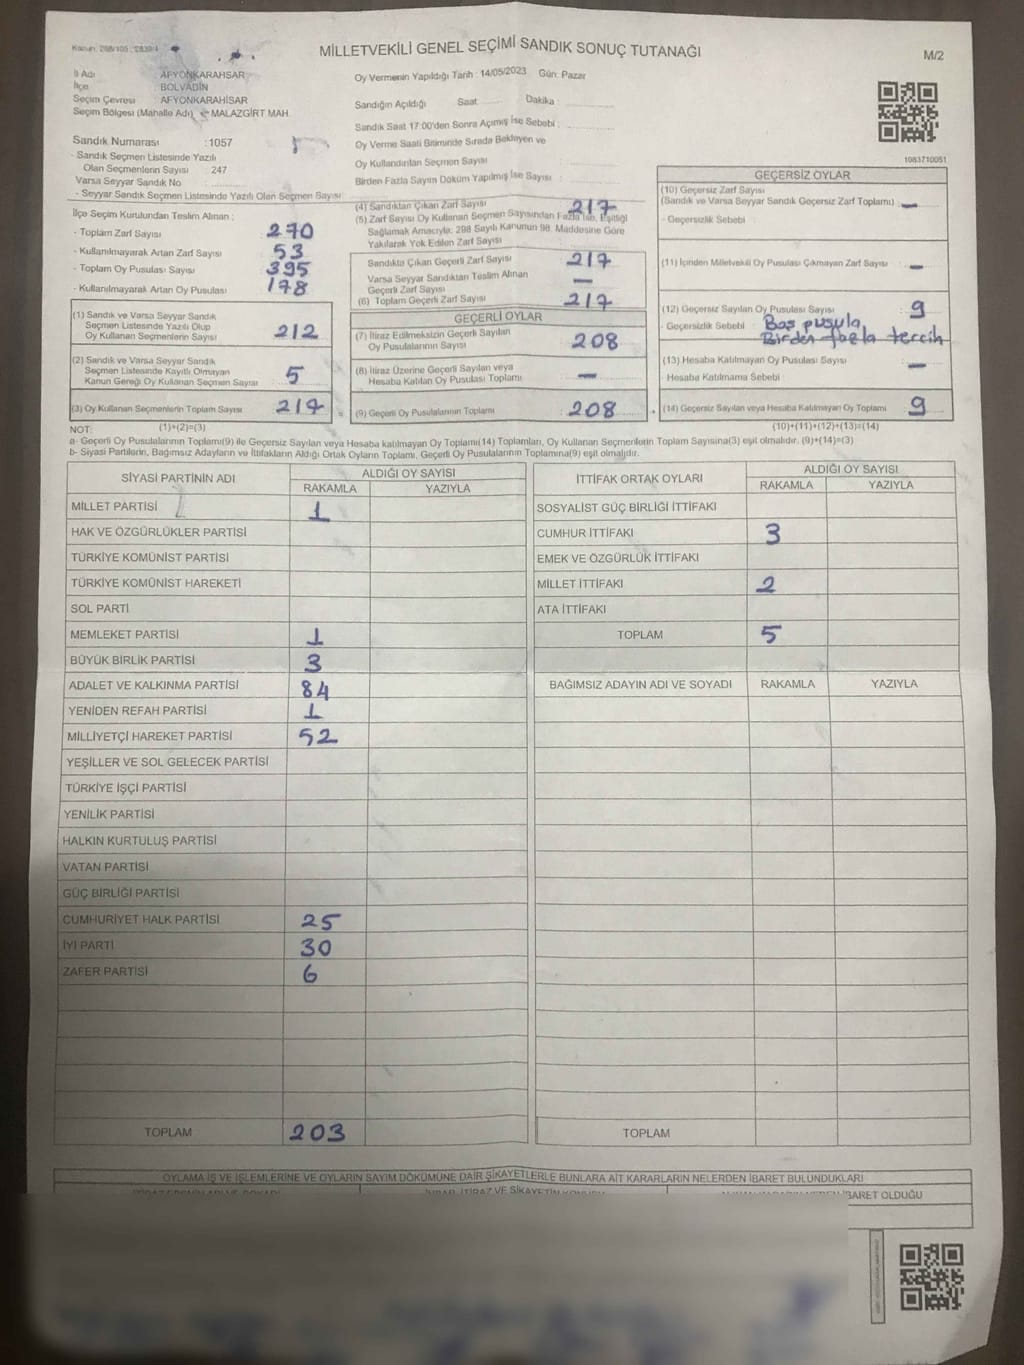 Kanun: 298/105 ; 2839/4
MİLLETVEKİLİ GENEL SEÇİMİ SANDIK SONUÇ TUTANAĞI
M/2
İl Adı : AFYONKARAHİSAR
İlçe : BOLVADİN
Seçim Çevresi : AFYONKARAHİSAR
Seçim Bölgesi (Mahalle Adı) : MALAZGİRT MAH.
Sandık Numarası : 1057
- Sandık Seçmen Listesinde Yazılı
Olan Seçmenlerin Sayısı : 247
Varsa Seyyar Sandık No
- Seyyar Sandık Seçmen Listesinde Yazılı Olan Seçmen Sayısı
Oy Vermenin Yapıldığı Tarih : 14/05/2023 Gün: Pazar
Sandığın Açıldığı Saat Dakika :
Sandık Saat 17:00'den Sonra Açımış İse Sebebi :
Oy Verme Saati Bitiminde Sırada Bekleyen ve
Oy Kullandırılan Seçmen Sayısı
Birden Fazla Sayım Döküm Yapılmış İse Sayısı :
1083710051
İlçe Seçim Kurulundan Teslim Alınan :
- Toplam Zarf Sayısı : 270
- Kullanılmayarak Artan Zarf Sayısı : 53
- Toplam Oy Pusulası Sayısı : 395
- Kullanılmayarak Artan Oy Pusulası : 178
(1) Sandık ve Varsa Seyyar Sandık
Seçmen Listesinde Yazılı Olup
Oy Kullanan Seçmenlerin Sayısı : 212
(2) Sandık ve Varsa Seyyar Sandık
Seçmen Listesinde Kayıtlı Olmayan
Kanun Gereği Oy Kullanan Seçmen Sayısı : 5
(3) Oy Kullanan Seçmenlerin Toplam Sayısı : 217
(4) Sandıktan Çıkan Zarf Sayısı 217
(5) Zarf Sayısı Oy Kullanan Seçmen Sayısından Fazla İse, Eşitliği
Sağlamak Amacıyla; 298 Sayılı Kanunun 98. Maddesine Göre
Yakılarak Yok Edilen Zarf Sayısı :
Sandıkta Çıkan Geçerli Zarf Sayısı : 217
Varsa Seyyar Sandıktan Teslim Alınan
Geçerli Zarf Sayısı : —
(6) Toplam Geçerli Zarf Sayısı : 217
GEÇERLİ OYLAR
(7) İtiraz Edilmeksizin Geçerli Sayılan
Oy Pusulalarının Sayısı : 208
(8) İtiraz Üzerine Geçerli Sayılan veya
Hesaba Katılan Oy Pusulası Toplamı : —
= (9) Geçerli Oy Pusulalarının Toplamı : 208
GEÇERSİZ OYLAR
(10) Geçersiz Zarf Sayısı
(Sandık ve Varsa Seyyar Sandık Geçersiz Zarf Toplamı) : —
- Geçersizlik Sebebi
(11) İçinden Milletvekili Oy Pusulası Çıkmayan Zarf Sayısı : —
(12) Geçersiz Sayılan Oy Pusulası Sayısı : 9
- Geçersizlik Sebebi : Boş pusula
Birden fazla tercih
(13) Hesaba Katılmayan Oy Pusulası Sayısı : —
- Hesaba Katılmama Sebebi
+ (14) Geçersiz Sayılan veya Hesaba Katılmayan Oy Toplamı : 9
NOT: (1)+(2)=(3)
(10)+(11)+(12)+(13)=(14)
a- Geçerli Oy Pusulalarının Toplamı(9) ile Geçersiz Sayılan veya Hesaba katılmayan Oy Toplamı(14) Toplamları, Oy Kullanan Seçmenlerin Toplam Sayısına(3) eşit olmalıdır. (9)+(14)=(3)
b- Siyasi Partilerin, Bağımsız Adayların ve İttifakların Aldığı Ortak Oyların Toplamı, Geçerli Oy Pusulalarının Toplamına(9) eşit olmalıdır.
SİYASİ PARTİNİN ADI ALDIĞI OY SAYISI
RAKAMLA YAZIYLA
MİLLET PARTİSİ 1
HAK VE ÖZGÜRLÜKLER PARTİSİ
TÜRKİYE KOMÜNİST PARTİSİ
TÜRKİYE KOMÜNİST HAREKETİ
SOL PARTİ
MEMLEKET PARTİSİ 1
BÜYÜK BİRLİK PARTİSİ 3
ADALET VE KALKINMA PARTİSİ 84
YENİDEN REFAH PARTİSİ 1
MİLLİYETÇİ HAREKET PARTİSİ 52
YEŞİLLER VE SOL GELECEK PARTİSİ
TÜRKİYE İŞÇİ PARTİSİ
YENİLİK PARTİSİ
HALKIN KURTULUŞ PARTİSİ
VATAN PARTİSİ
GÜÇ BİRLİĞİ PARTİSİ
CUMHURİYET HALK PARTİSİ 25
İYİ PARTİ 30
ZAFER PARTİSİ 6
TOPLAM 203
İTTİFAK ORTAK OYLARI ALDIĞI OY SAYISI
RAKAMLA YAZIYLA
SOSYALİST GÜÇ BİRLİĞİ İTTİFAKI
CUMHUR İTTİFAKI 3
EMEK VE ÖZGÜRLÜK İTTİFAKI
MİLLET İTTİFAKI 2
ATA İTTİFAKI
TOPLAM 5
BAĞIMSIZ ADAYIN ADI VE SOYADI RAKAMLA YAZIYLA
TOPLAM
OYLAMA İŞ VE İŞLEMLERİNE VE OYLARIN SAYIM DÖKÜMÜNE DAİR ŞİKAYETLERLE BUNLARA AİT KARARLARIN NELERDEN İBARET BULUNDUKLARI
İBARET OLDUĞU